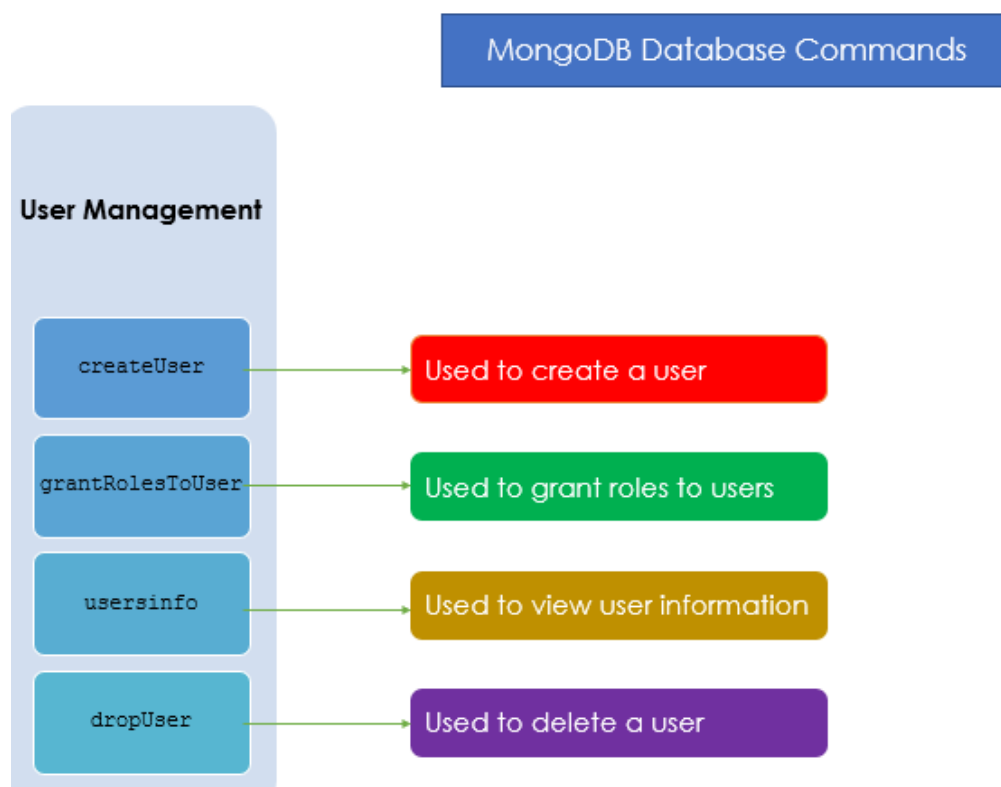 MongoDB Database Commands
User Management
createUser
Used to create a user
grantRolesToUser
Used to grant roles to users
usersinfo
Used to view user information
dropUser
Used to delete a user